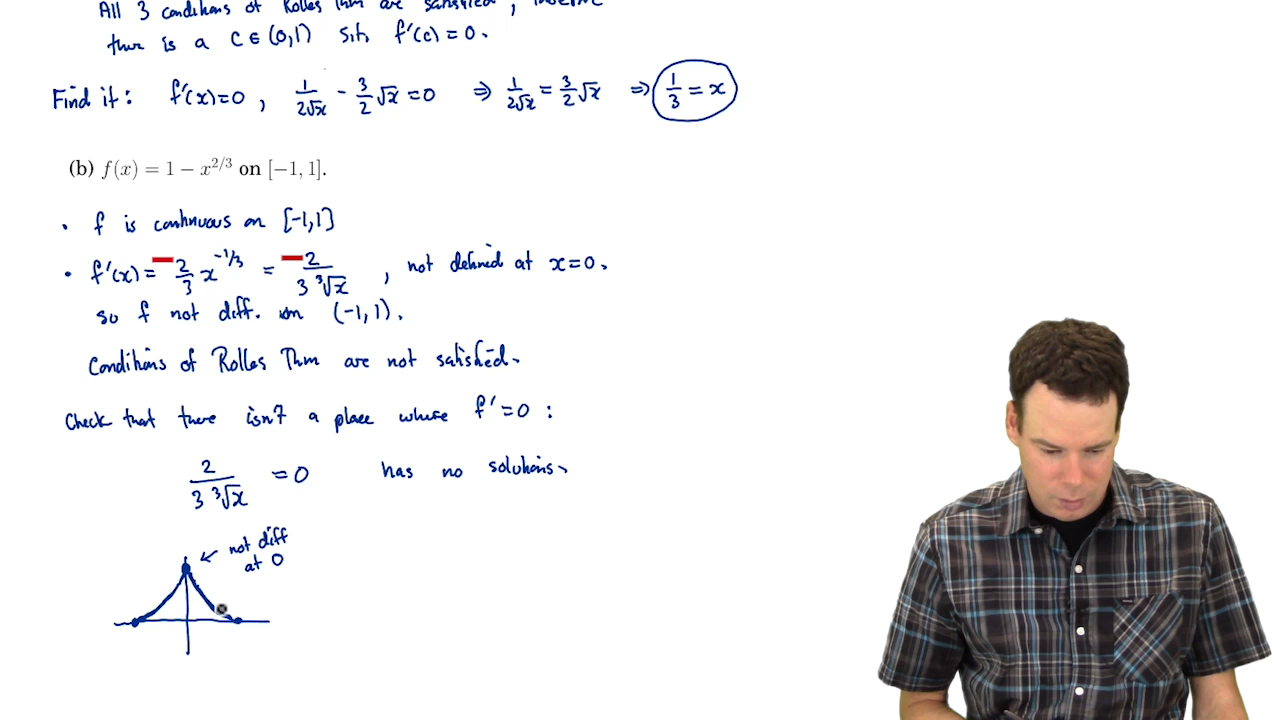 All 3 conditions of Rolles Thm are satisfied, therefore
there is a c ∈ (0,1) s.t. f'(c) = 0.
Find it: f'(x)=0, 1/(2√x) - 3/2 √x = 0 ⇒ 1/(2√x) = 3/2 √x ⇒ 1/3 = x
(b) f(x) = 1 − x^{2/3} on [−1, 1].
• f is continuous on [-1,1]
• f'(x) = -2/3 x^{-1/3} = -2/(3 ³√x), not defined at x=0.
so f not diff. on (-1,1).
Conditions of Rolles Thm are not satisfied.
Check that there isn't a place where f' = 0 :
2/(3 ³√x) = 0 has no solutions.
← not diff
at 0